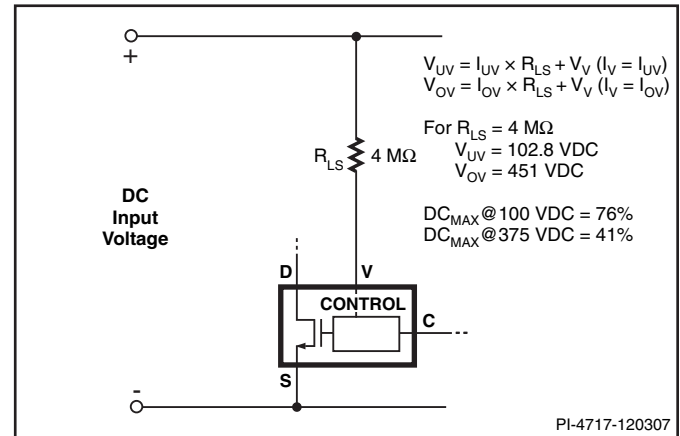 +
V_UV = I_UV × R_LS + V_V (I_V = I_UV)
V_OV = I_OV × R_LS + V_V (I_V = I_OV)
For R_LS = 4 MΩ
V_UV = 102.8 VDC
V_OV = 451 VDC
DC_MAX@100 VDC = 76%
DC_MAX@375 VDC = 41%
R_LS
4 MΩ
DC
Input
Voltage
D
V
CONTROL
C
S
-
PI-4717-120307